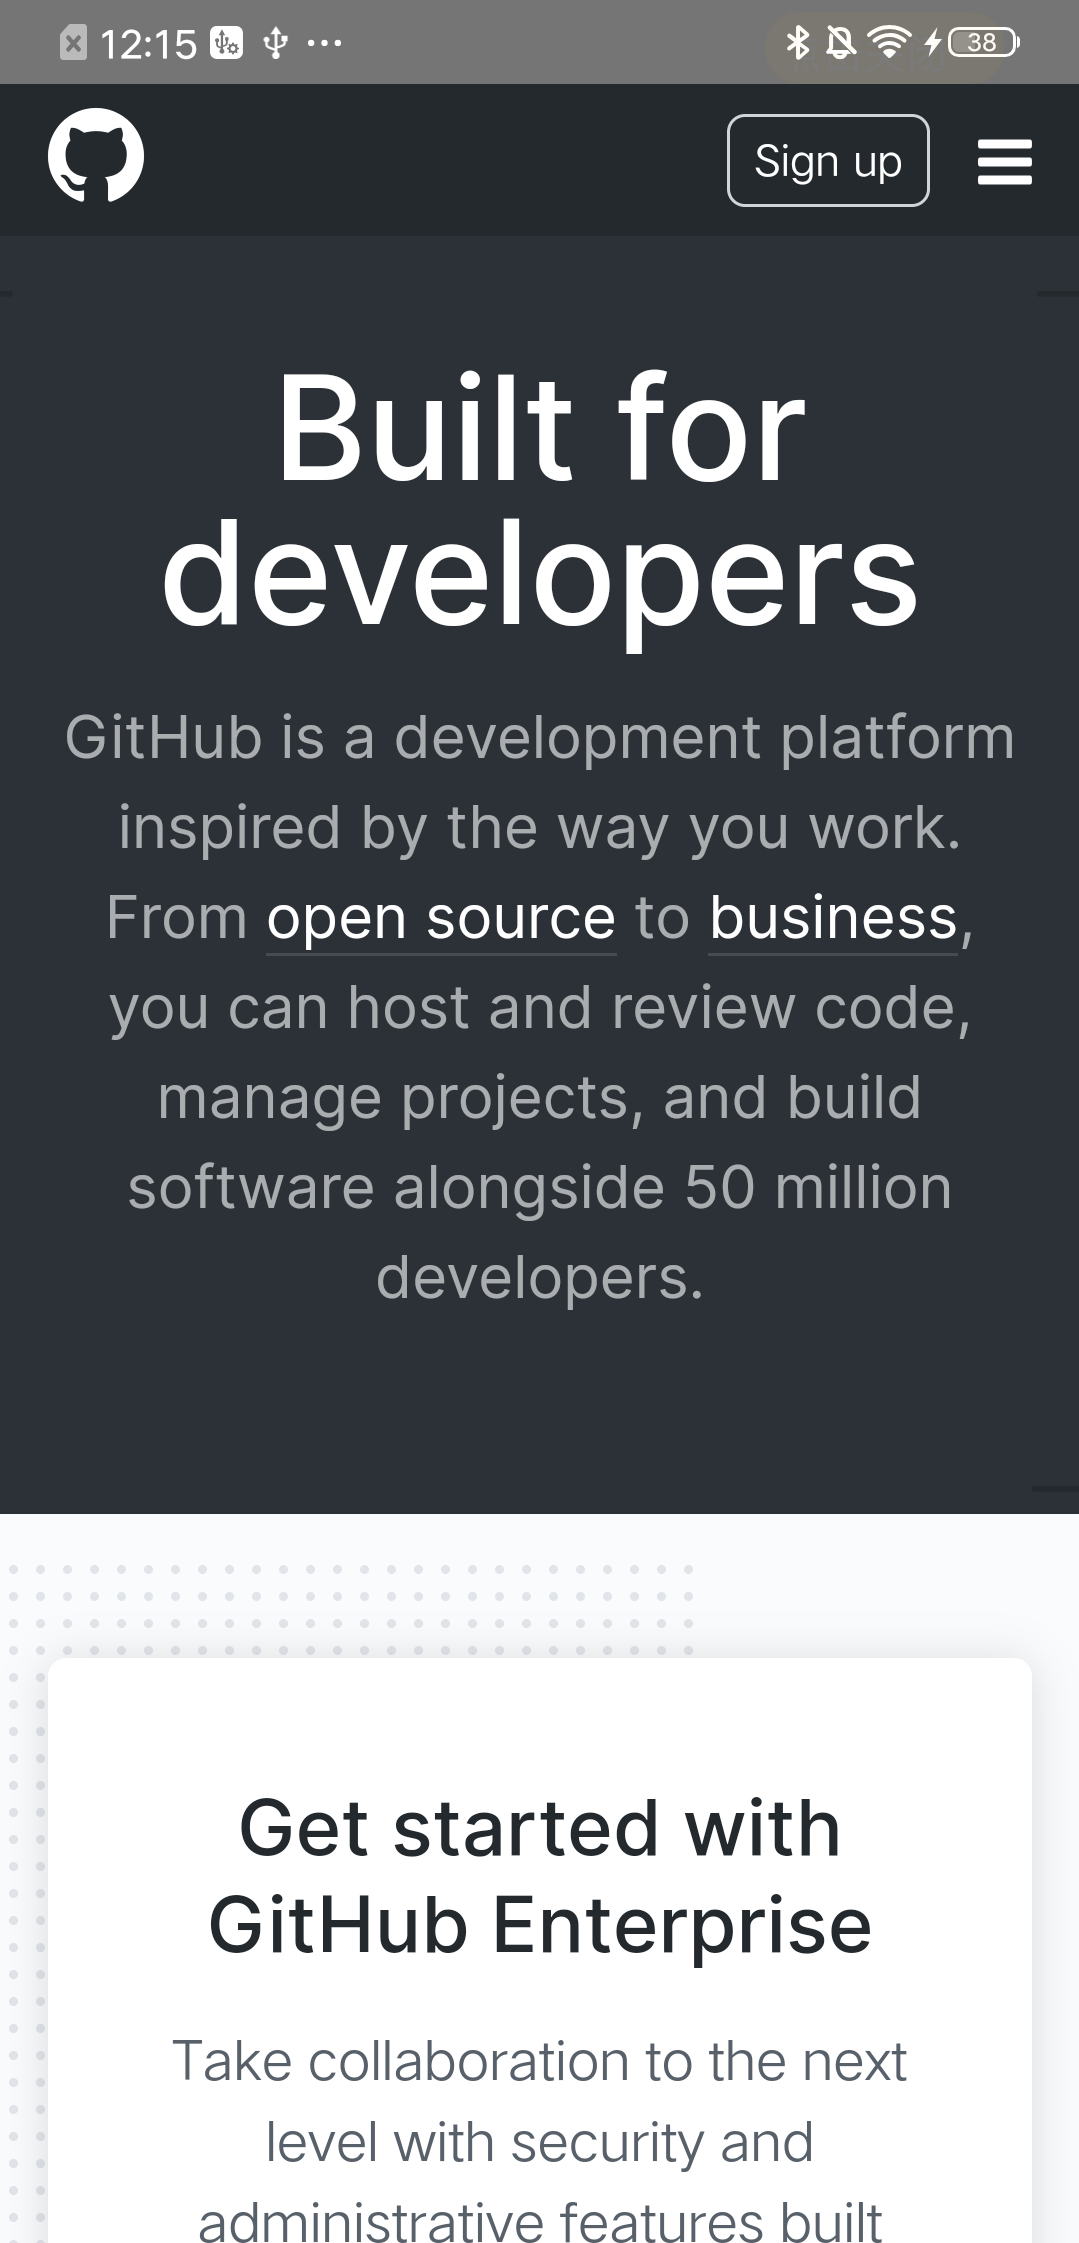 12:15
38
Sign up
Built for
developers
GitHub is a development platform
inspired by the way you work.
From open source to business,
you can host and review code,
manage projects, and build
software alongside 50 million
developers.
Get started with
GitHub Enterprise
Take collaboration to the next
level with security and
administrative features built